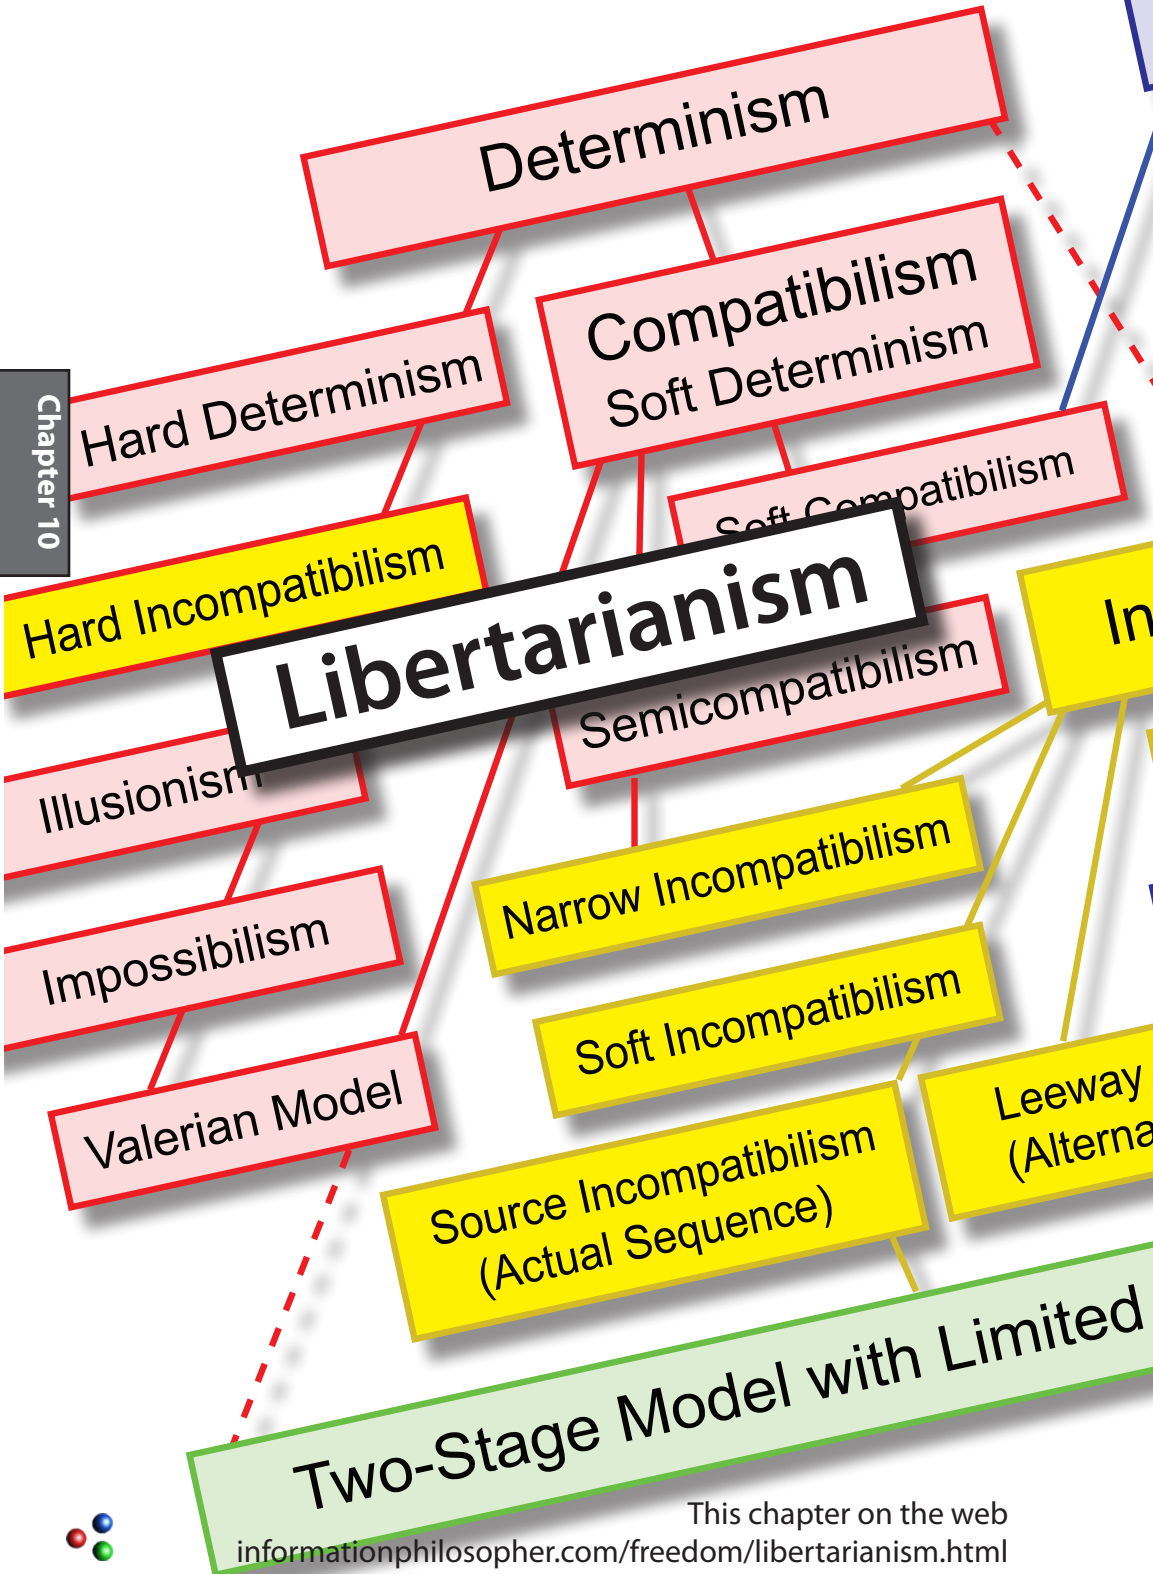 Determinism
Compatibilism
Soft Determinism
Hard Determinism
Chapter 10
Soft Compatibilism
Hard Incompatibilism
Libertarianism
In
Semicompatibilism
Illusionism
Narrow Incompatibilism
Impossibilism
Soft Incompatibilism
Valerian Model
Leeway
(Alterna
Source Incompatibilism
(Actual Sequence)
Two-Stage Model with Limited
This chapter on the web
informationphilosopher.com/freedom/libertarianism.html